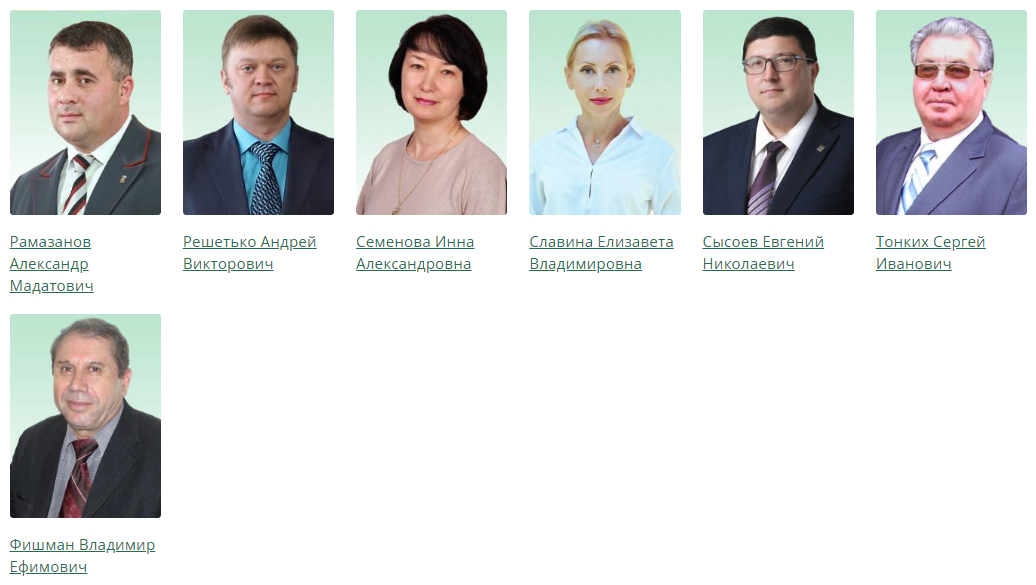 Рамазанов
Александр
Мадатович
Решетько Андрей
Викторович
Семенова Инна
Александровна
Славина Елизавета
Владимировна
Сысоев Евгений
Николаевич
Тонких Сергей
Иванович
Фишман Владимир
Ефимович